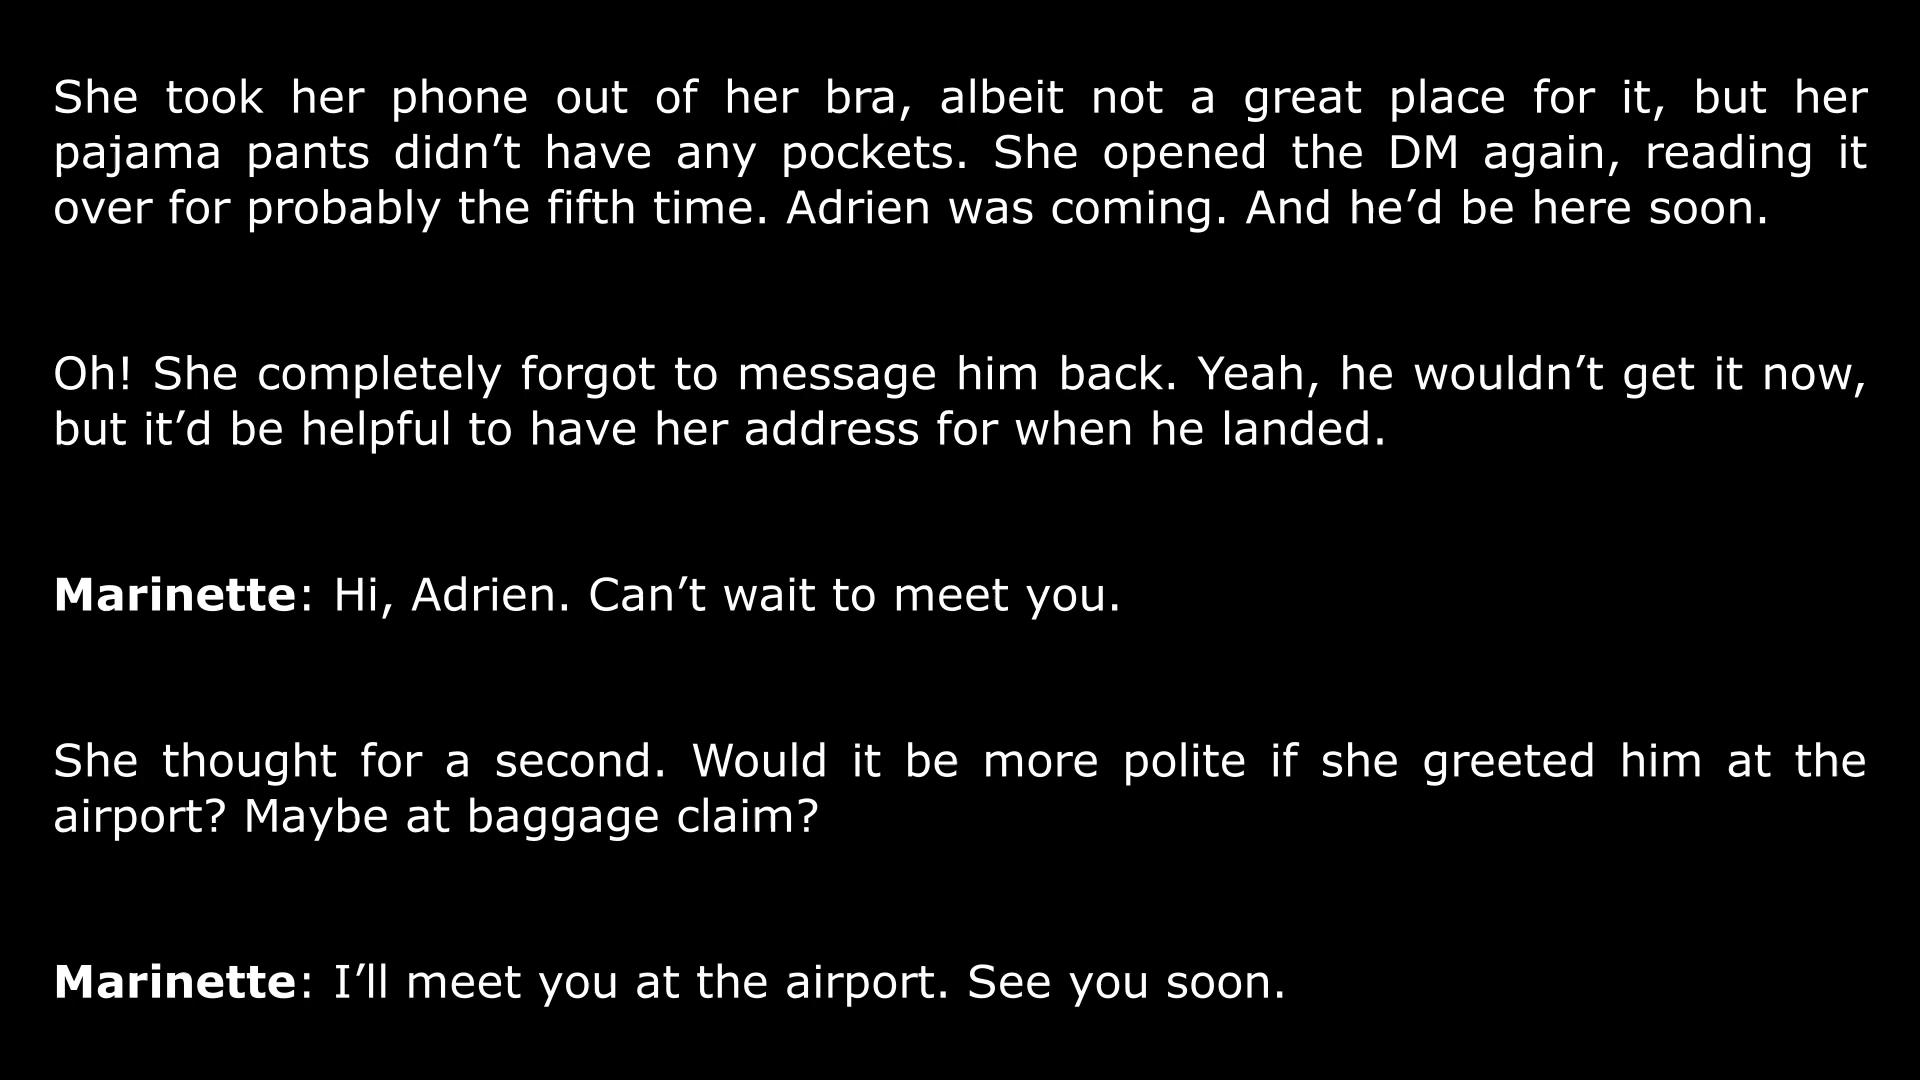 She took her phone out of her bra, albeit not a great place for it, but her
pajama pants didn’t have any pockets. She opened the DM again, reading it
over for probably the fifth time. Adrien was coming. And he’d be here soon.
Oh! She completely forgot to message him back. Yeah, he wouldn’t get it now,
but it’d be helpful to have her address for when he landed.
Marinette: Hi, Adrien. Can’t wait to meet you.
She thought for a second. Would it be more polite if she greeted him at the
airport? Maybe at baggage claim?
Marinette: I’ll meet you at the airport. See you soon.